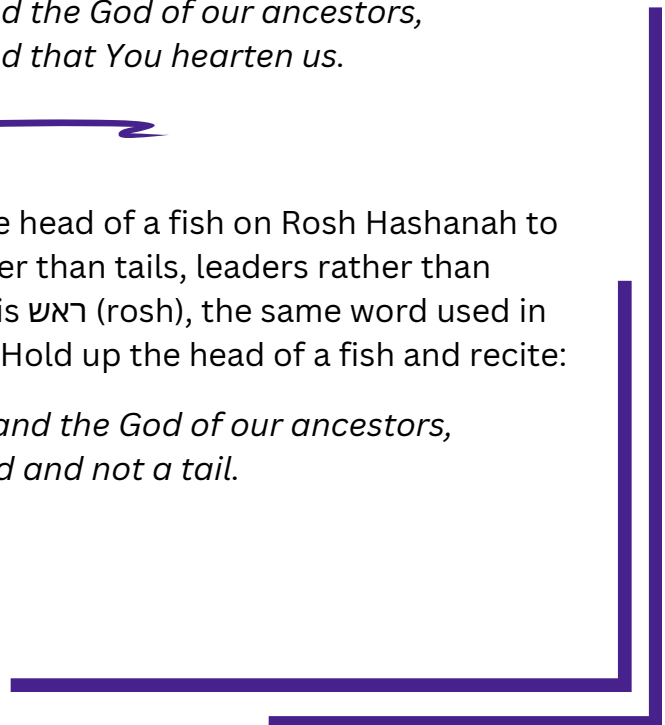 d the God of our ancestors,
d that You hearten us.
e head of a fish on Rosh Hashanah to
er than tails, leaders rather than
is ראש (rosh), the same word used in
Hold up the head of a fish and recite:
and the God of our ancestors,
d and not a tail.